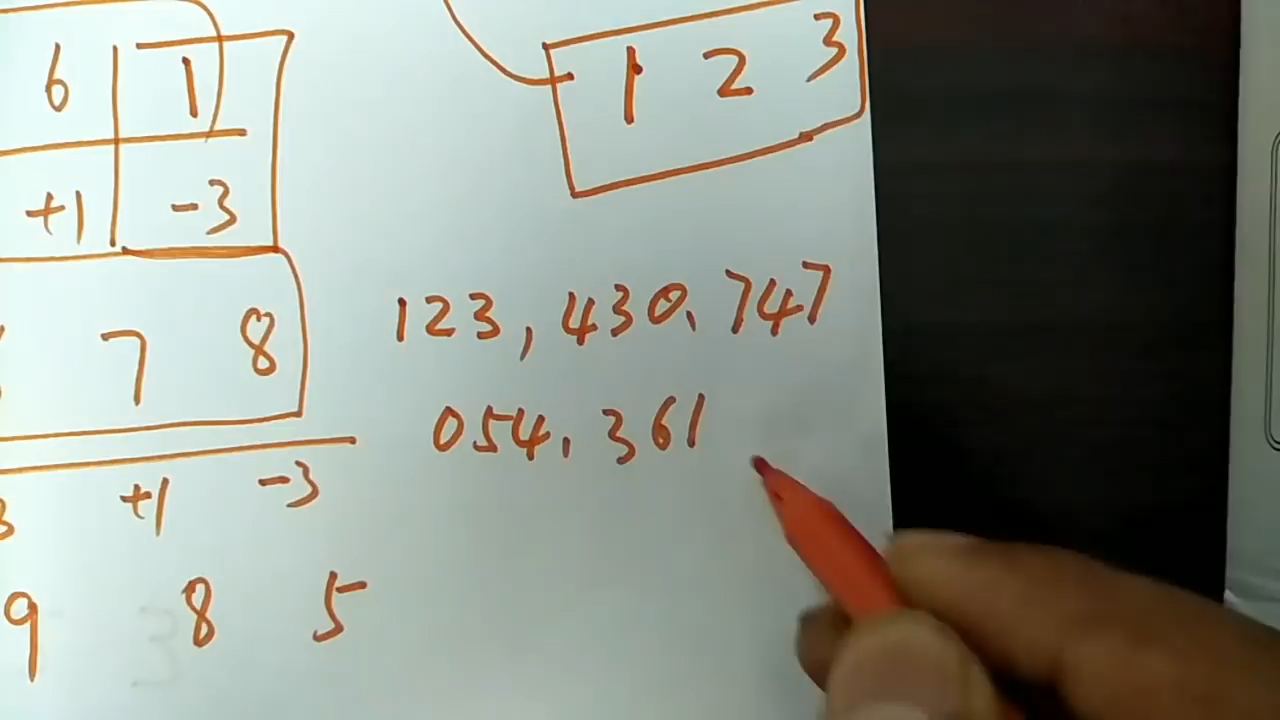 6 1
+1 -3
7 8
+1 -3
9 8 5
1 2 3
123, 430, 747
054, 361